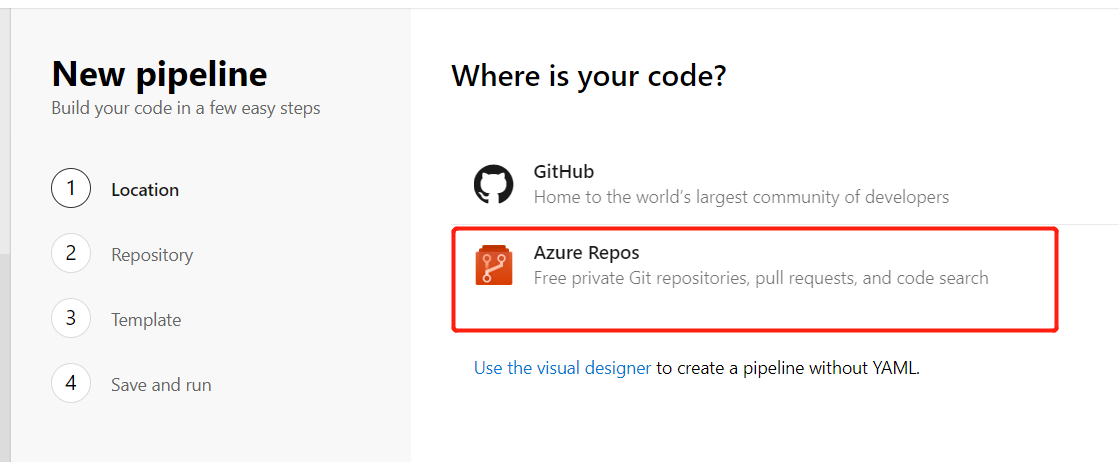 New pipeline
Build your code in a few easy steps
1 Location
2 Repository
3 Template
4 Save and run
Where is your code?
GitHub
Home to the world’s largest community of developers
Azure Repos
Free private Git repositories, pull requests, and code search
Use the visual designer to create a pipeline without YAML.